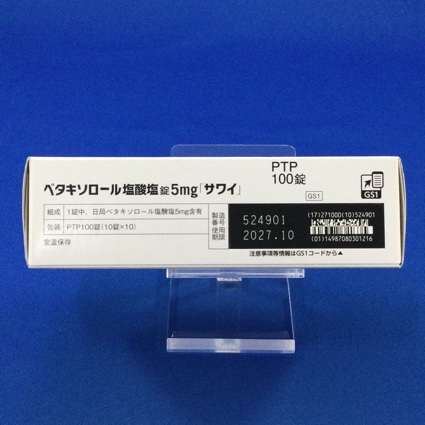 ベタキソロール塩酸塩錠5mg「サワイ」
PTP
100錠
GS1
GS1
組成 1錠中、日局ベタキソロール塩酸塩5mg含有
包装 PTP100錠(10錠×10)
室温保存
製造番号 524901
使用期限 2027.10
(17)271000(10)524901
(01)14987080301216
注意事項等情報はGS1コードから▲